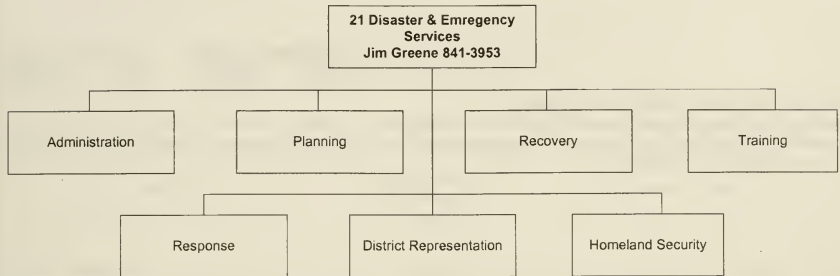 21 Disaster & Emregency
Services
Jim Greene 841-3953
Administration
Planning
Recovery
Training
Response
District Representation
Homeland Security